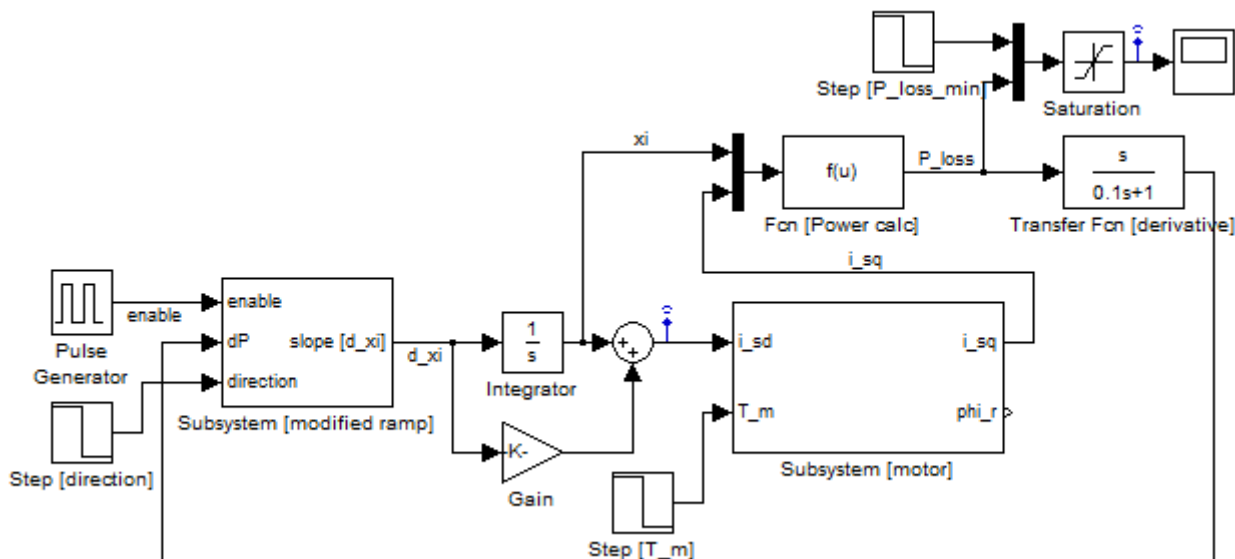 Step [P_loss_min]
Saturation
xi
f(u)
P_loss
s
0.1s+1
Fcn [Power calc]
Transfer Fcn [derivative]
i_sq
enable
enable
Pulse
Generator
dP
slope [d_xi]
d_xi
direction
1
s
Integrator
+
+
i_sd
i_sq
T_m
phi_r
Subsystem [modified ramp]
Step [direction]
-K-
Gain
Subsystem [motor]
Step [T_m]